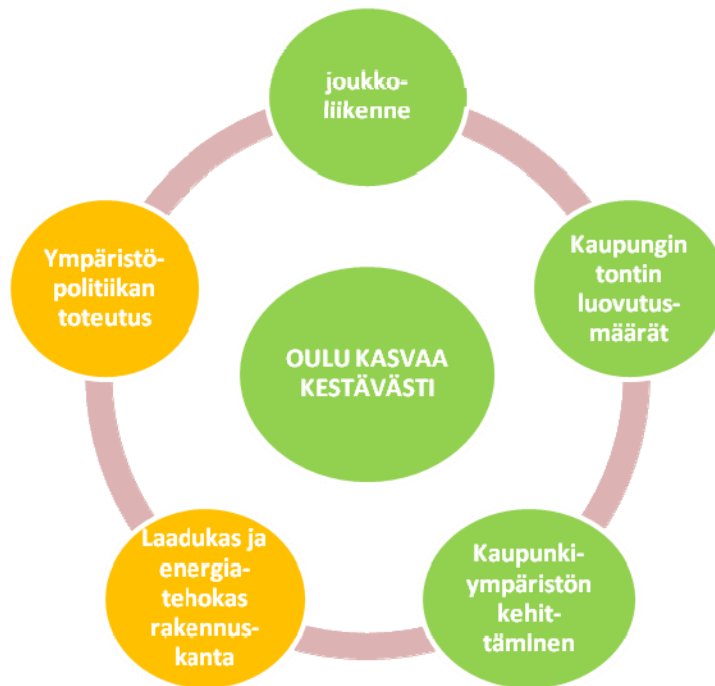 joukko-
liikenne
Kaupungin
tontin
luovutus-
määrät
Kaupunki-
ympäristön
kehit-
täminen
Laadukas ja
energia-
tehokas
rakennus-
kanta
Ympäristö-
politiikan
toteutus
OULU KASVAA
KESTÄVÄSTI